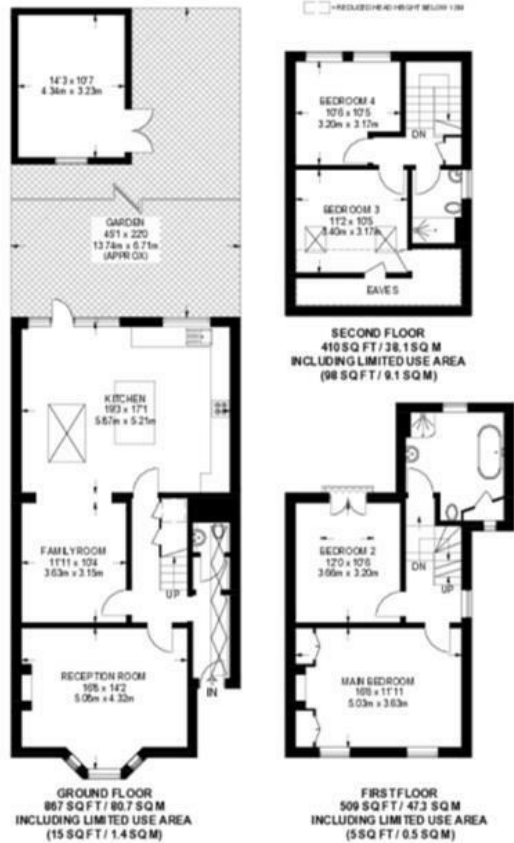 = REDUCED HEAD HEIGHT BELOW 1.5M
14'3 x 10'7
4.34m x 3.23m
GARDEN
45'1 x 22'0
13.74m x 6.71m
(APPROX)
KITCHEN
19'3 x 17'1
5.87m x 5.21m
FAMILY ROOM
11'11 x 10'4
3.63m x 3.15m
UP
RECEPTION ROOM
16'8 x 14'2
5.08m x 4.32m
IN
GROUND FLOOR
867 SQ FT / 80.7 SQ M
INCLUDING LIMITED USE AREA
(15 SQ FT / 1.4 SQ M)
BEDROOM 4
10'6 x 10'5
3.20m x 3.17m
DN
BEDROOM 3
11'2 x 10'5
3.40m x 3.17m
EAVES
SECOND FLOOR
410 SQ FT / 38.1 SQ M
INCLUDING LIMITED USE AREA
(98 SQ FT / 9.1 SQ M)
BEDROOM 2
12'0 x 10'6
3.66m x 3.20m
DN
UP
MAIN BEDROOM
16'6 x 11'11
5.03m x 3.63m
FIRST FLOOR
509 SQ FT / 47.3 SQ M
INCLUDING LIMITED USE AREA
(5 SQ FT / 0.5 SQ M)